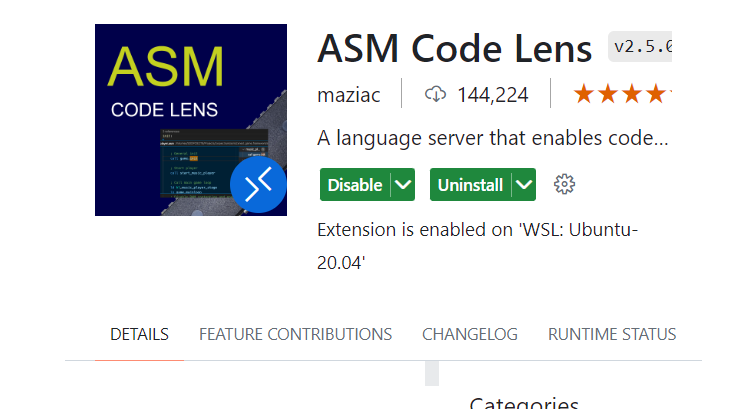 ASM
CODE LENS
ASM Code Lens v2.5.0
maziac 144,224
A language server that enables code...
Disable Uninstall
Extension is enabled on 'WSL: Ubuntu-
20.04'
DETAILS FEATURE CONTRIBUTIONS CHANGELOG RUNTIME STATUS
Categories